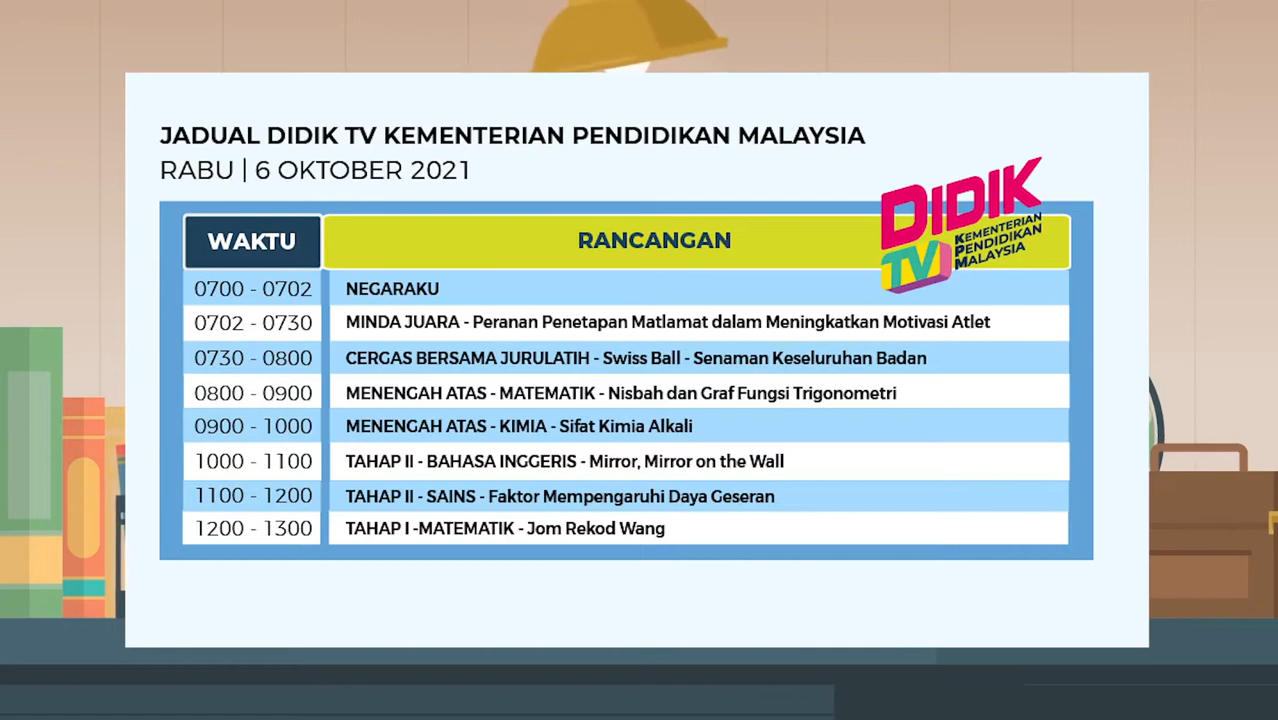 JADUAL DIDIK TV KEMENTERIAN PENDIDIKAN MALAYSIA
RABU | 6 OKTOBER 2021
DIDIK
TV
KEMENTERIAN
PENDIDIKAN
MALAYSIA
WAKTU RANCANGAN
0700 - 0702 NEGARAKU
0702 - 0730 MINDA JUARA - Peranan Penetapan Matlamat dalam Meningkatkan Motivasi Atlet
0730 - 0800 CERGAS BERSAMA JURULATIH - Swiss Ball - Senaman Keseluruhan Badan
0800 - 0900 MENENGAH ATAS - MATEMATIK - Nisbah dan Graf Fungsi Trigonometri
0900 - 1000 MENENGAH ATAS - KIMIA - Sifat Kimia Alkali
1000 - 1100 TAHAP II - BAHASA INGGERIS - Mirror, Mirror on the Wall
1100 - 1200 TAHAP II - SAINS - Faktor Mempengaruhi Daya Geseran
1200 - 1300 TAHAP I -MATEMATIK - Jom Rekod Wang